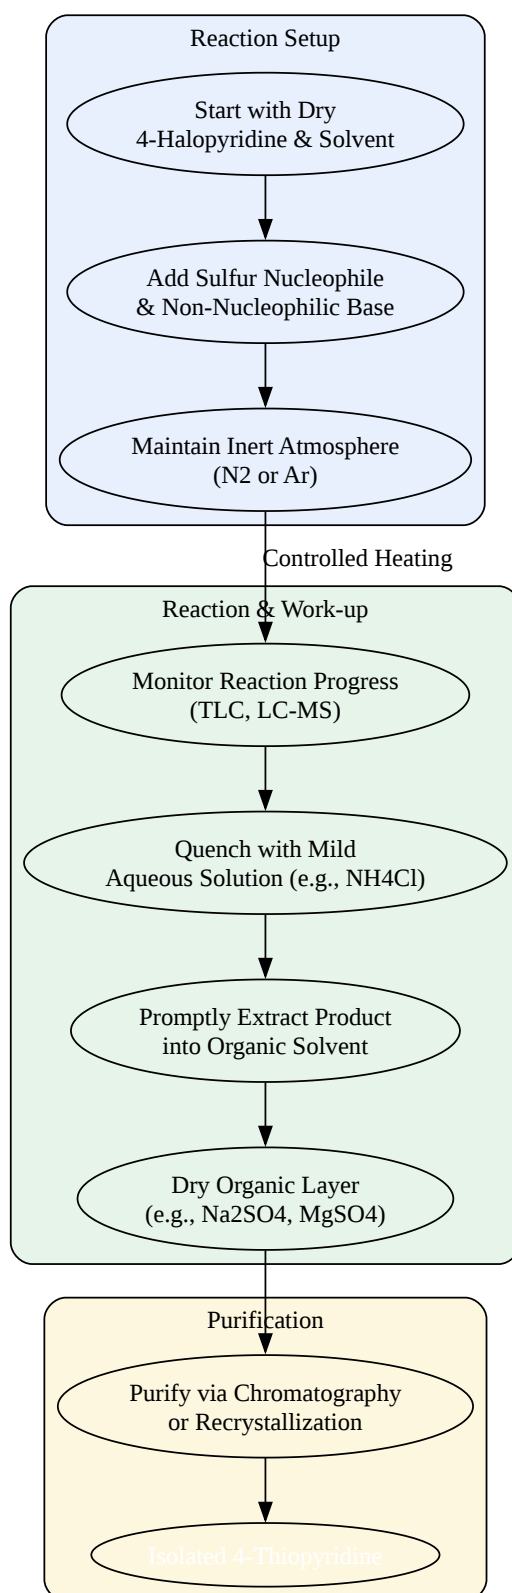 Reaction Setup
Start with Dry
4-Halopyridine & Solvent
Add Sulfur Nucleophile
& Non-Nucleophilic Base
Maintain Inert Atmosphere
(N2 or Ar)
Controlled Heating
Reaction & Work-up
Monitor Reaction Progress
(TLC, LC-MS)
Quench with Mild
Aqueous Solution (e.g., NH4Cl)
Promptly Extract Product
into Organic Solvent
Dry Organic Layer
(e.g., Na2SO4, MgSO4)
Purification
Purify via Chromatography
or Recrystallization
Isolated 4-Thiopyridine